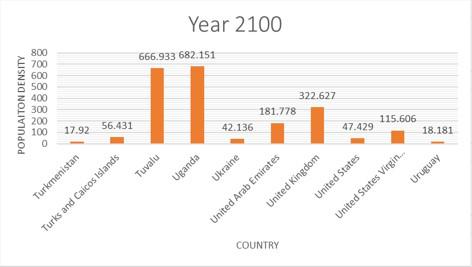 Year 2100
POPULAITION DENSITY
800
700
600
500
400
300
200
100
0
17.92
56.431
666.933
682.151
42.136
181.778
322.627
47.429
115.606
18.181
Turkmenistan
Turks and Caicos Islands
Tuvalu
Uganda
Ukraine
United Arab Emirates
United Kingdom
United States
United States Virgin...
Uruguay
COUNTRY